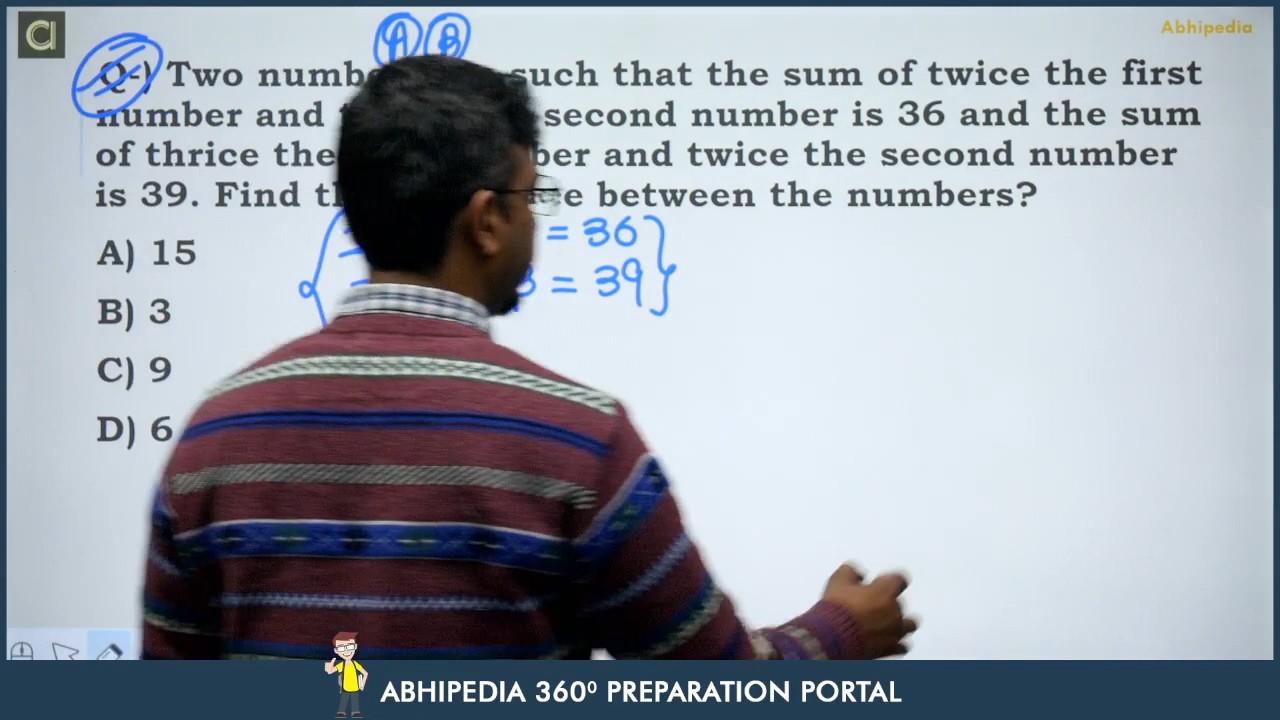 Abhipedia
A B
Q-) Two such that the sum of twice the first
number and second number is 36 and the sum
of thrice the and twice the second number
is 39. Find between the numbers?
= 36
A) 15
= 39
B) 3
C) 9
D) 6
ABHIPEDIA 360⁰ PREPARATION PORTAL